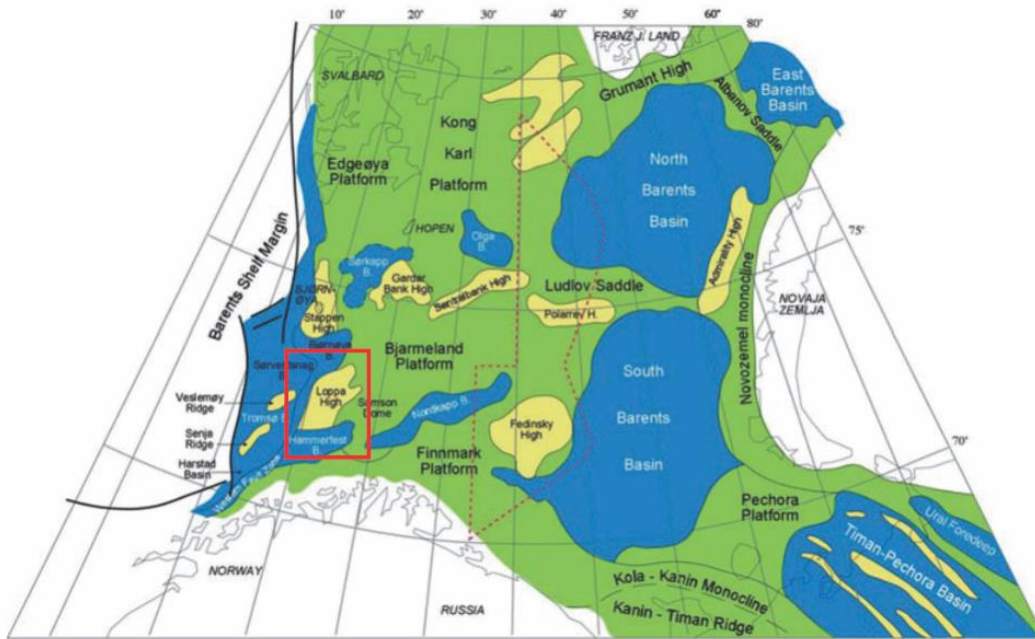 10°
20°
30°
40°
50°
60°
80°
FRANZ J. LAND
SVALBARD
Grumant High
East
Barents
Basin
Albanov Saddle
Kong
Karl
Platform
Edgeøya
Platform
North
Barents
Basin
HOPEN
Olga
B.
75°
Barents Shelf Margin
Sørkapp
B.
Gardar
Bank High
Sentralbank High
Admirality High
Ludlov Saddle
Polarrev H.
BJØRN-
ØYA
Stappen
High
Novozemel monocline
NOVAJA
ZEMLJA
Bjørnøya
B.
Bjarmeland
Platform
South
Barents
Basin
Sørvestsnag
B.
Loppa
High
Veslemøy
Ridge
Tromsø B.
Samson
Dome
Nordkapp B.
Fedinsky
High
Senja
Ridge
Hammerfest
B.
Harstad
Basin
Finnmark
Platform
70°
Pechora
Platform
Ural Foredeep
Timan-Pechora Basin
NORWAY
Kola - Kanin Monocline
Kanin - Timan Ridge
RUSSIA